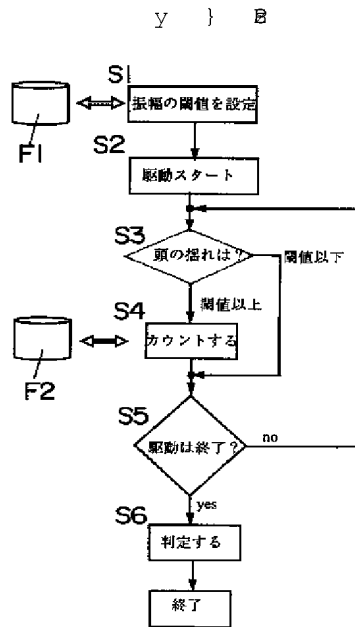 y } B
S1
振幅の閾値を設定
F1
S2
駆動スタート
S3
頭の揺れは?
閾値以下
閾値以上
S4
カウントする
F2
S5
駆動は終了?
no
yes
S6
判定する
終了